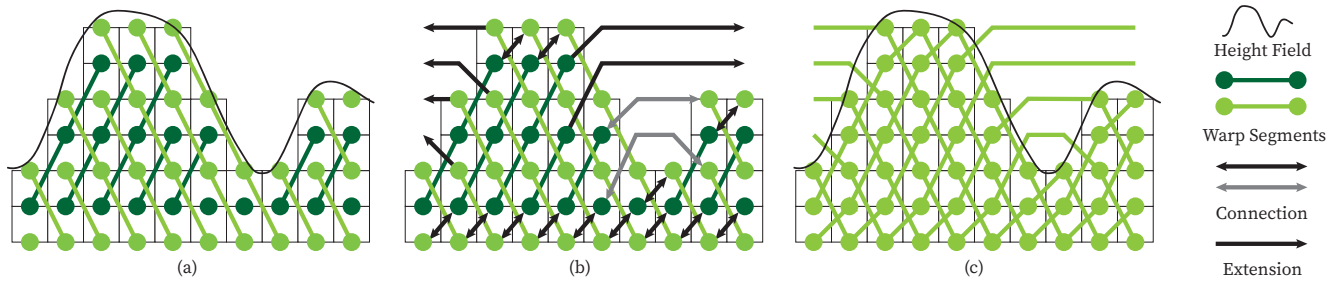 Height Field
Warp Segments
Connection
Extension
(a)
(b)
(c)